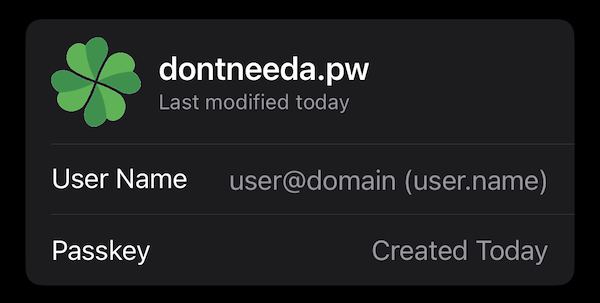 dontneeda.pw
Last modified today
User Name user@domain (user.name)
Passkey Created Today